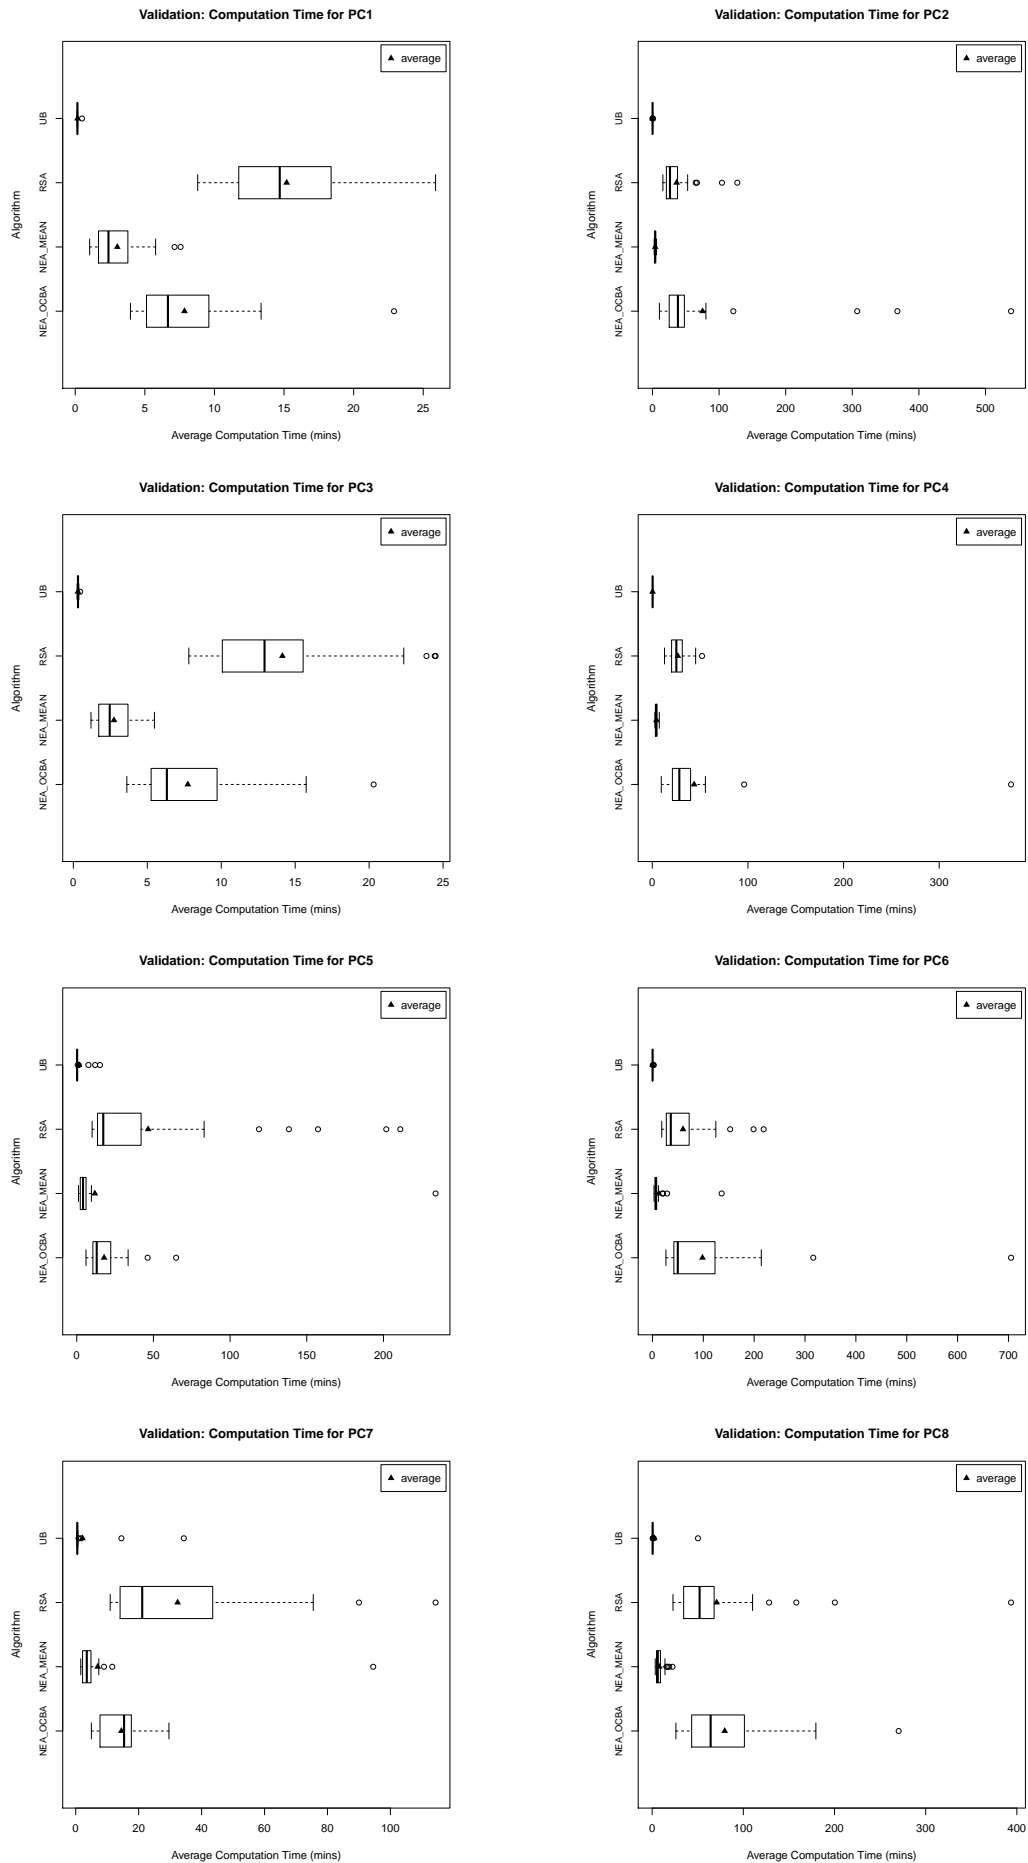 Validation: Computation Time for PC1
average
UB
RSA
NEA_MEAN
NEA_OCBA
Algorithm
0 5 10 15 20 25
Average Computation Time (mins)
Validation: Computation Time for PC2
average
UB
RSA
NEA_MEAN
NEA_OCBA
Algorithm
0 100 200 300 400 500
Average Computation Time (mins)
Validation: Computation Time for PC3
average
UB
RSA
NEA_MEAN
NEA_OCBA
Algorithm
0 5 10 15 20 25
Average Computation Time (mins)
Validation: Computation Time for PC4
average
UB
RSA
NEA_MEAN
NEA_OCBA
Algorithm
0 100 200 300
Average Computation Time (mins)
Validation: Computation Time for PC5
average
UB
RSA
NEA_MEAN
NEA_OCBA
Algorithm
0 50 100 150 200
Average Computation Time (mins)
Validation: Computation Time for PC6
average
UB
RSA
NEA_MEAN
NEA_OCBA
Algorithm
0 100 200 300 400 500 600 700
Average Computation Time (mins)
Validation: Computation Time for PC7
average
UB
RSA
NEA_MEAN
NEA_OCBA
Algorithm
0 20 40 60 80 100
Average Computation Time (mins)
Validation: Computation Time for PC8
average
UB
RSA
NEA_MEAN
NEA_OCBA
Algorithm
0 100 200 300 400
Average Computation Time (mins)